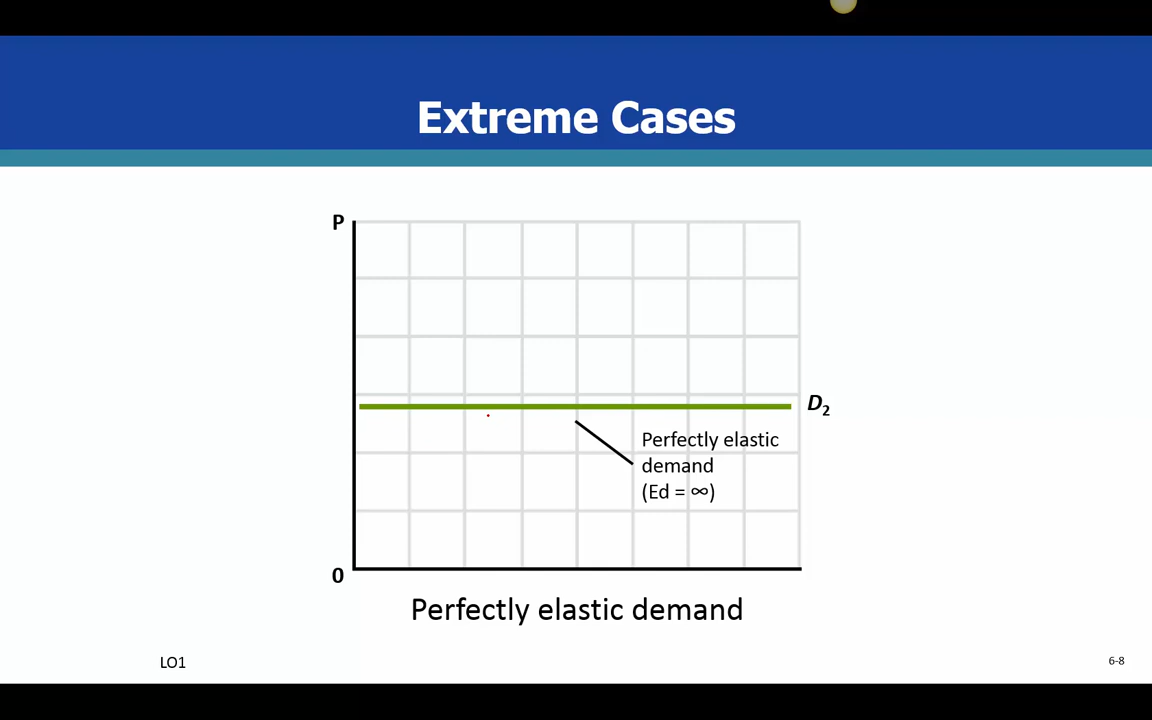 Extreme Cases
P
D2
Perfectly elastic
demand
(Ed = ∞)
0
Perfectly elastic demand
LO1
6-8